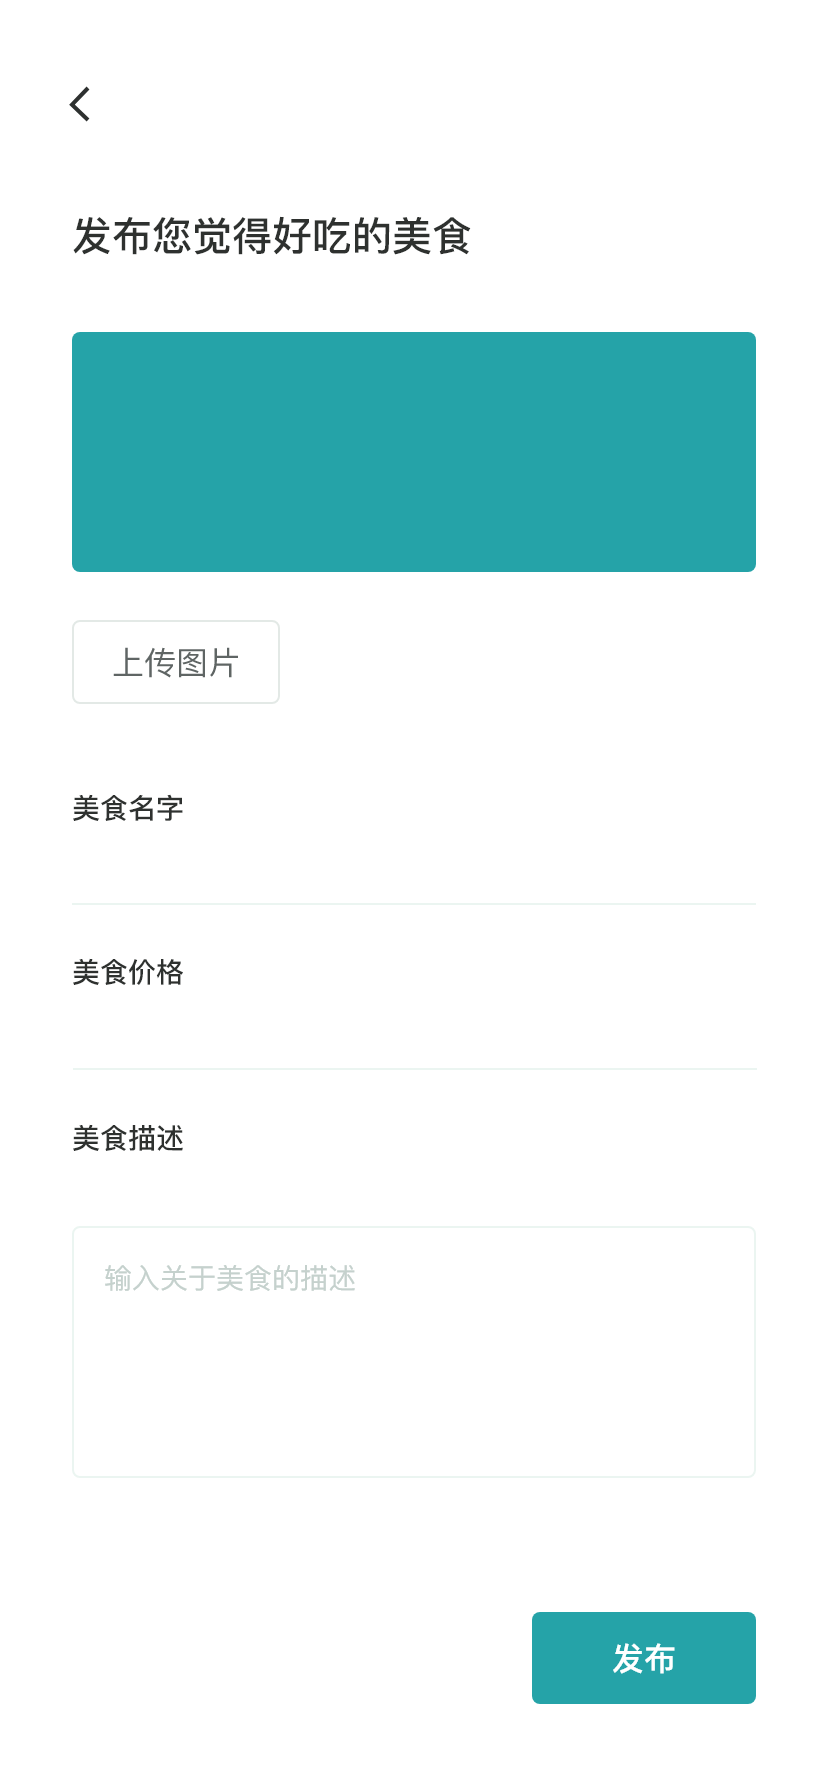 发布您觉得好吃的美食
上传图片
美食名字
美食价格
美食描述
输入关于美食的描述
发布